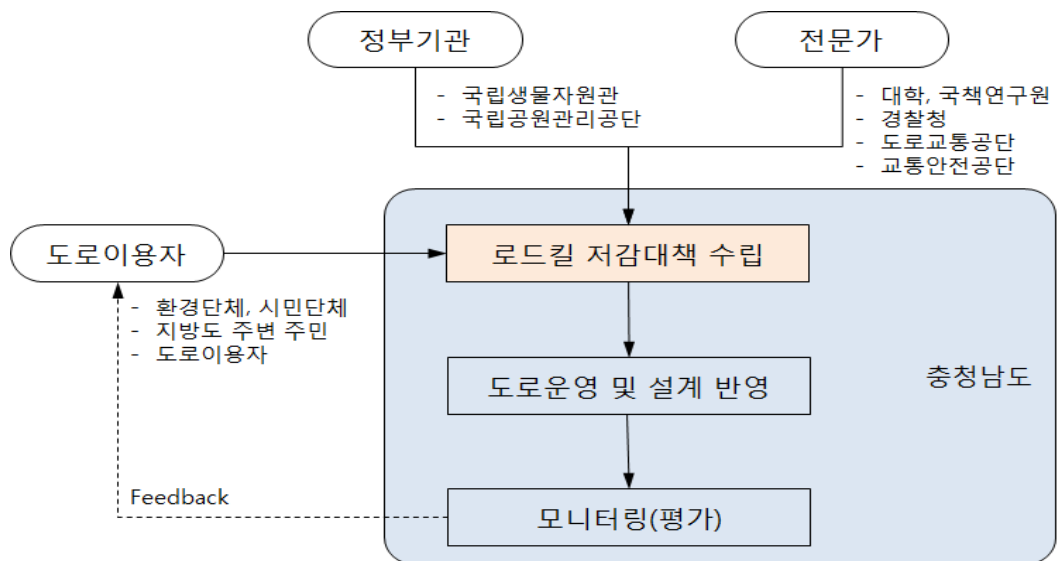 정부기관
전문가
- 국립생물자원관
- 국립공원관리공단
- 대학, 국책연구원
- 경찰청
- 도로교통공단
- 교통안전공단
도로이용자
로드킬 저감대책 수립
- 환경단체, 시민단체
- 지방도 주변 주민
- 도로이용자
도로운영 및 설계 반영
충청남도
Feedback
모니터링(평가)